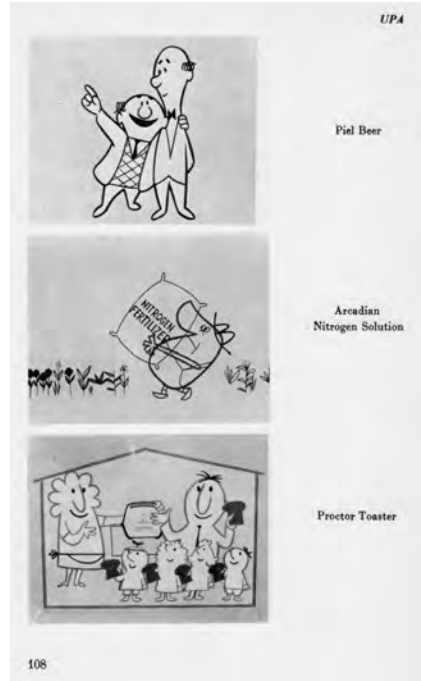 UPA
Piel Beer
NITROGEN
FERTILIZER
Arcadian
Nitrogen Solution
Proctor Toaster
108